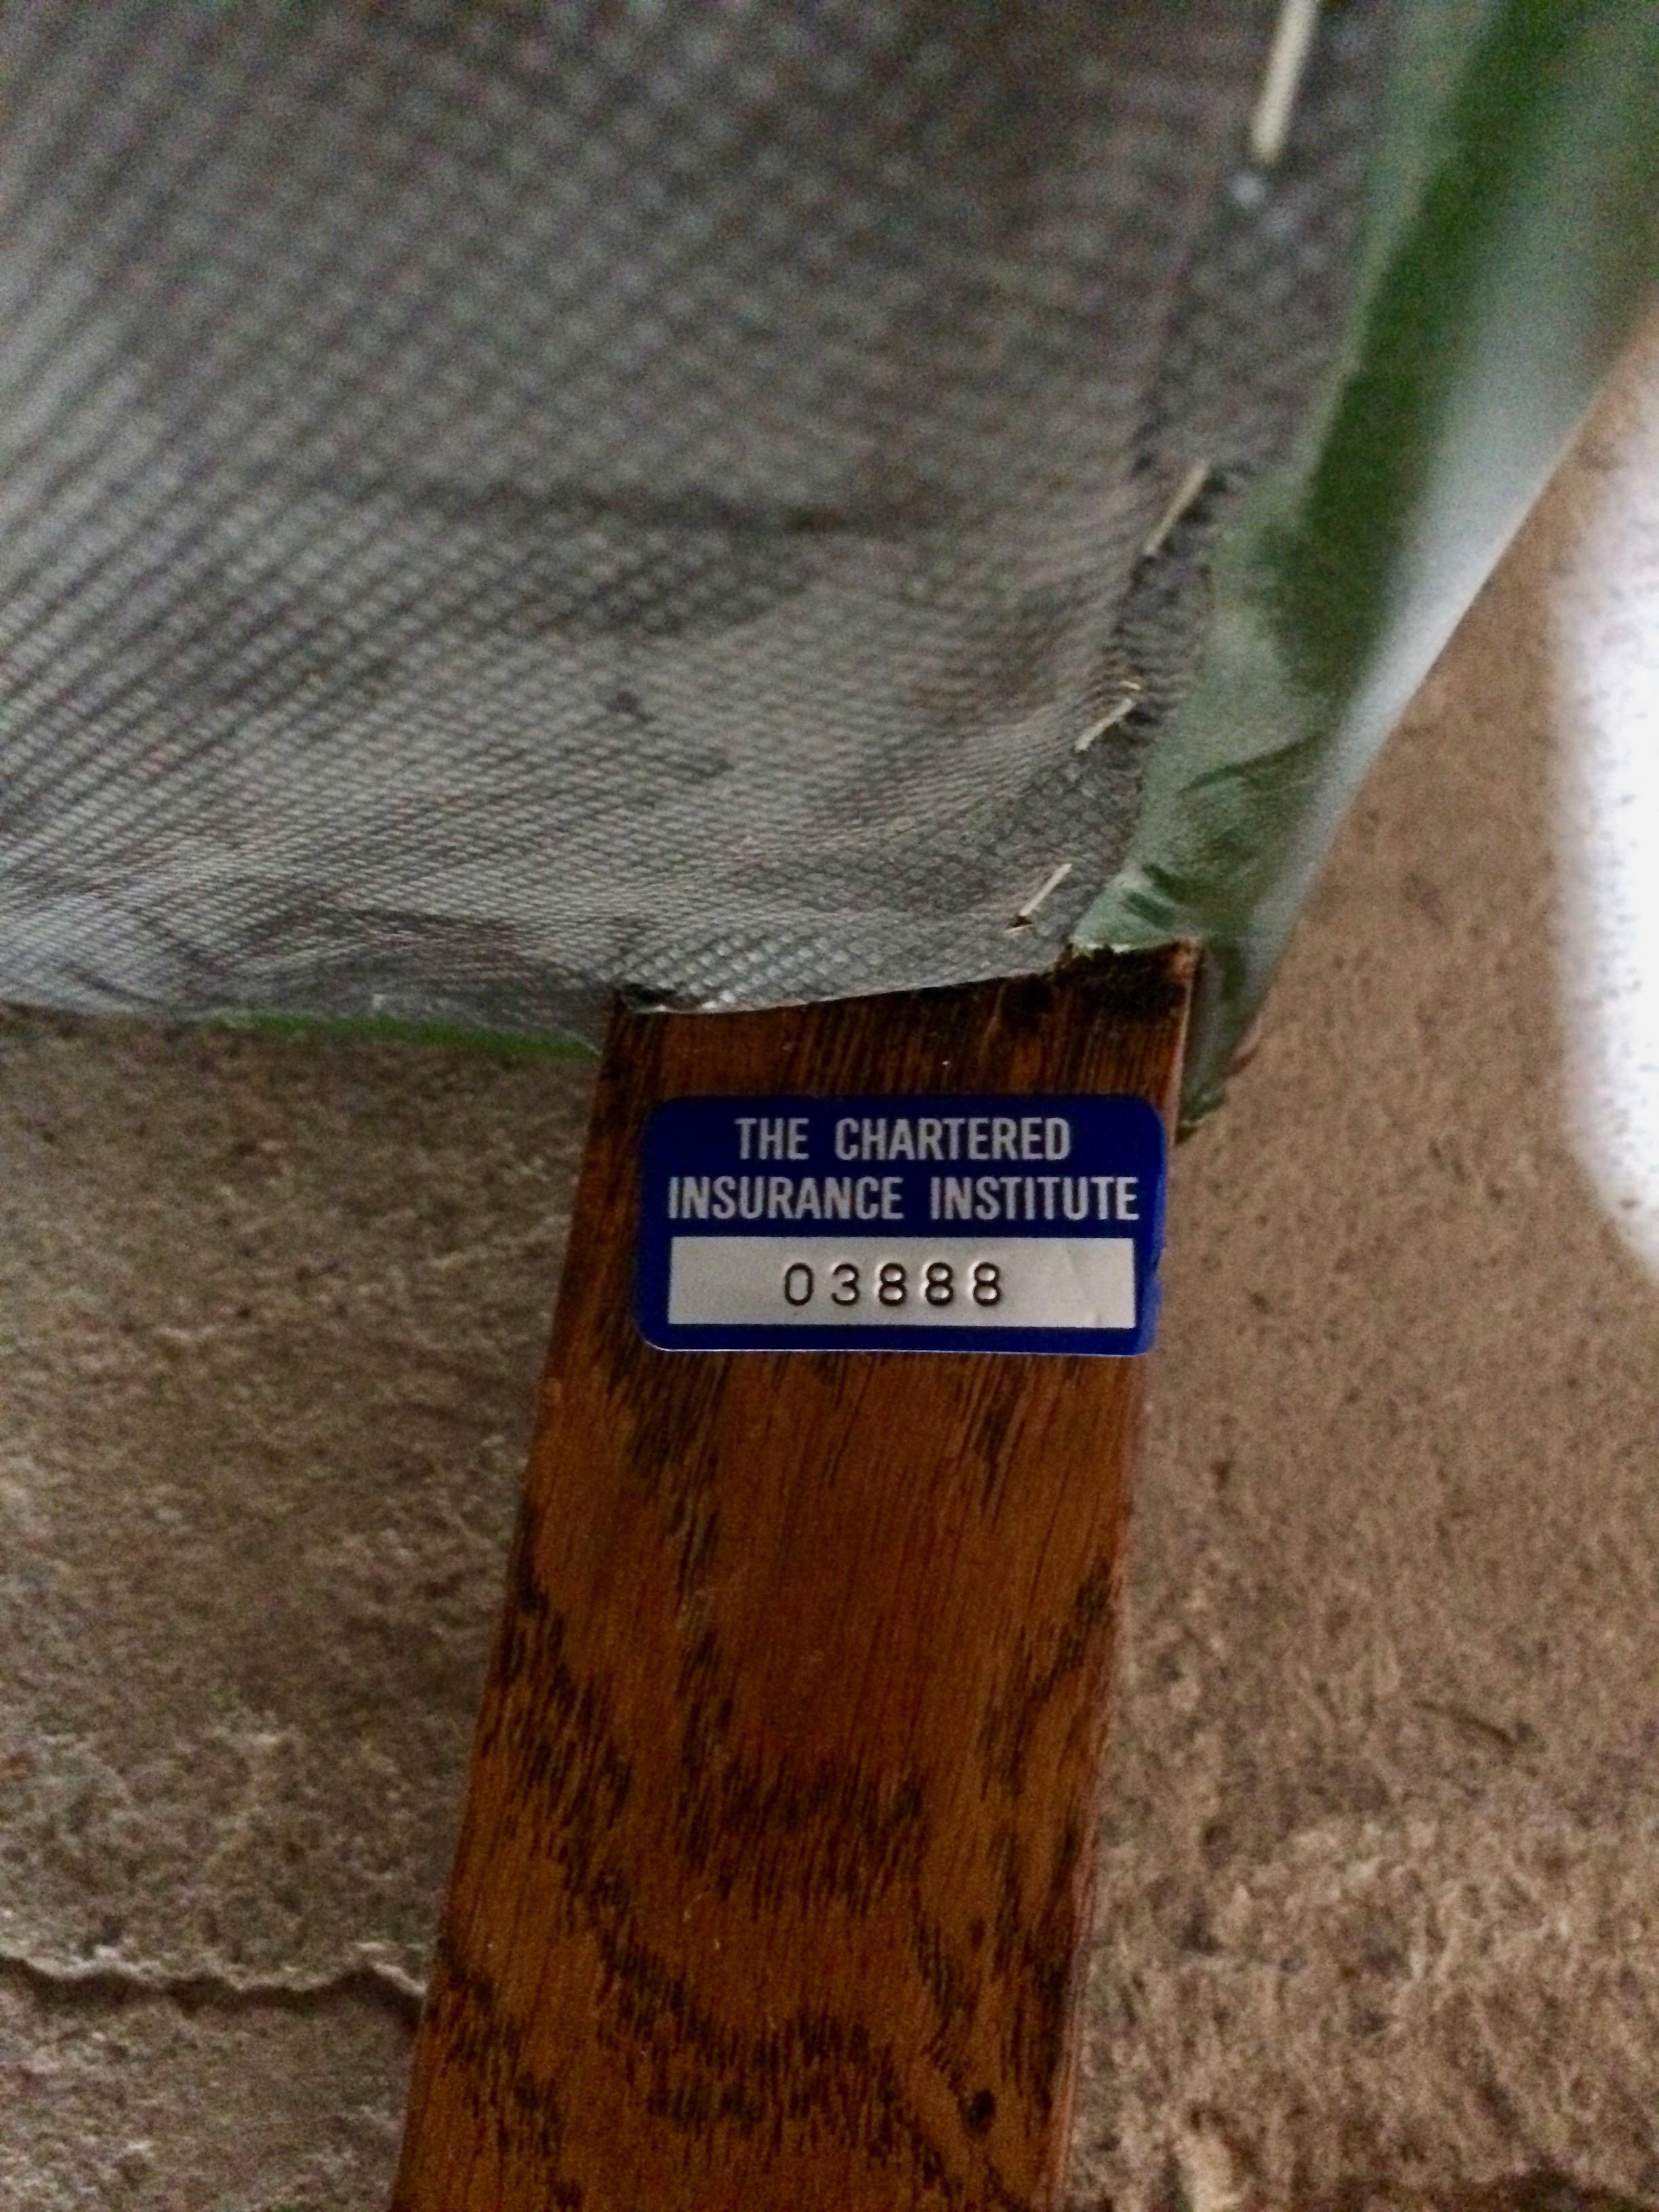 THE CHARTERED
INSURANCE INSTITUTE
03888